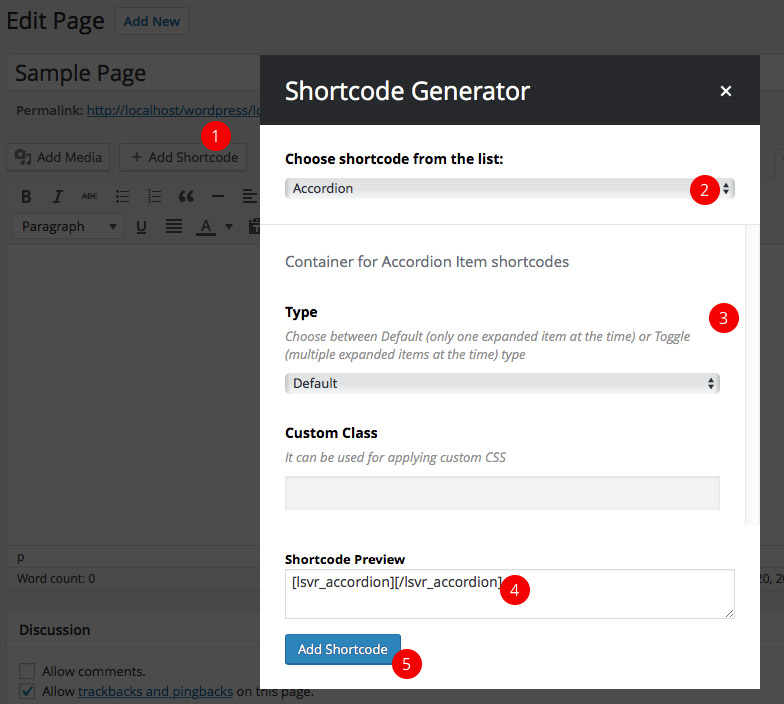 Edit Page Add New
Sample Page
Permalink: http://localhost/wordpress/lo
1
Add Media + Add Shortcode
B I ABC
Paragraph U A T
Shortcode Generator ×
Choose shortcode from the list:
Accordion 2
Container for Accordion Item shortcodes
Type 3
Choose between Default (only one expanded item at the time) or Toggle
(multiple expanded items at the time) type
Default
Custom Class
It can be used for applying custom CSS
Shortcode Preview
[lsvr_accordion][/lsvr_accordion] 4
Add Shortcode 5
p
Word count: 0
20, 2
Discussion
Allow comments.
Allow trackbacks and pingbacks on this page.